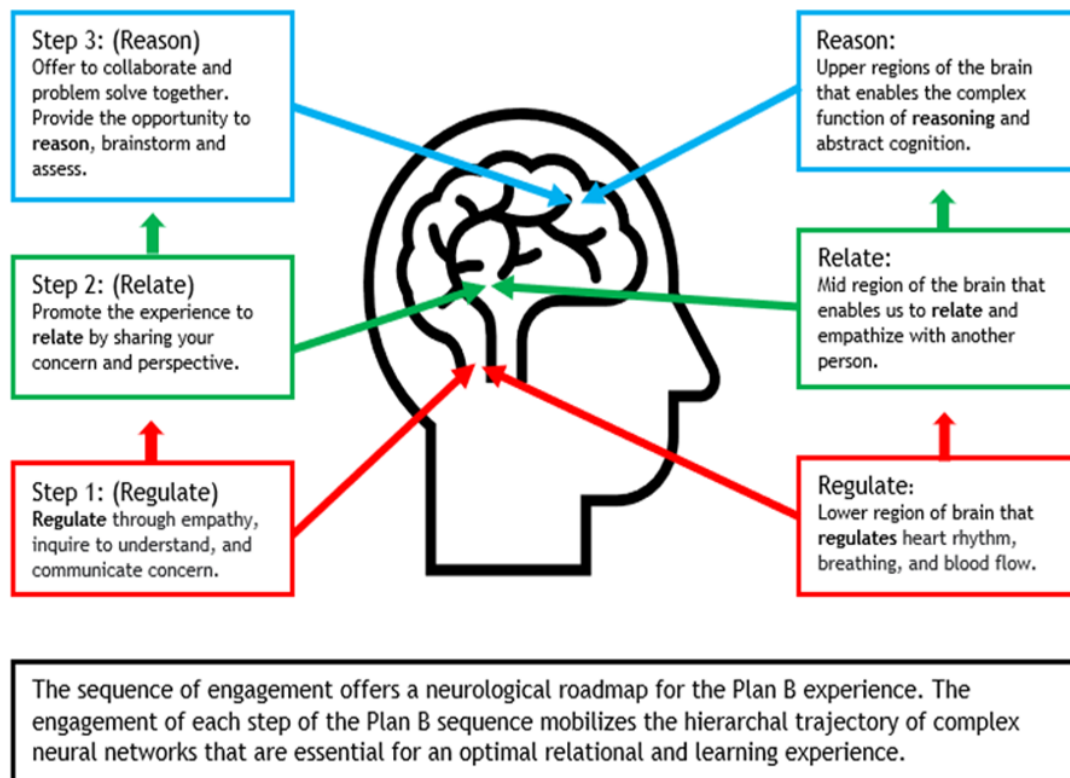 Step 3: (Reason)
Offer to collaborate and
problem solve together.
Provide the opportunity to
reason, brainstorm and
assess.
Reason:
Upper regions of the brain
that enables the complex
function of reasoning and
abstract cognition.
Step 2: (Relate)
Promote the experience to
relate by sharing your
concern and perspective.
Relate:
Mid region of the brain that
enables us to relate and
empathize with another
person.
Step 1: (Regulate)
Regulate through empathy,
inquire to understand, and
communicate concern.
Regulate:
Lower region of brain that
regulates heart rhythm,
breathing, and blood flow.
The sequence of engagement offers a neurological roadmap for the Plan B experience. The
engagement of each step of the Plan B sequence mobilizes the hierarchal trajectory of complex
neural networks that are essential for an optimal relational and learning experience.